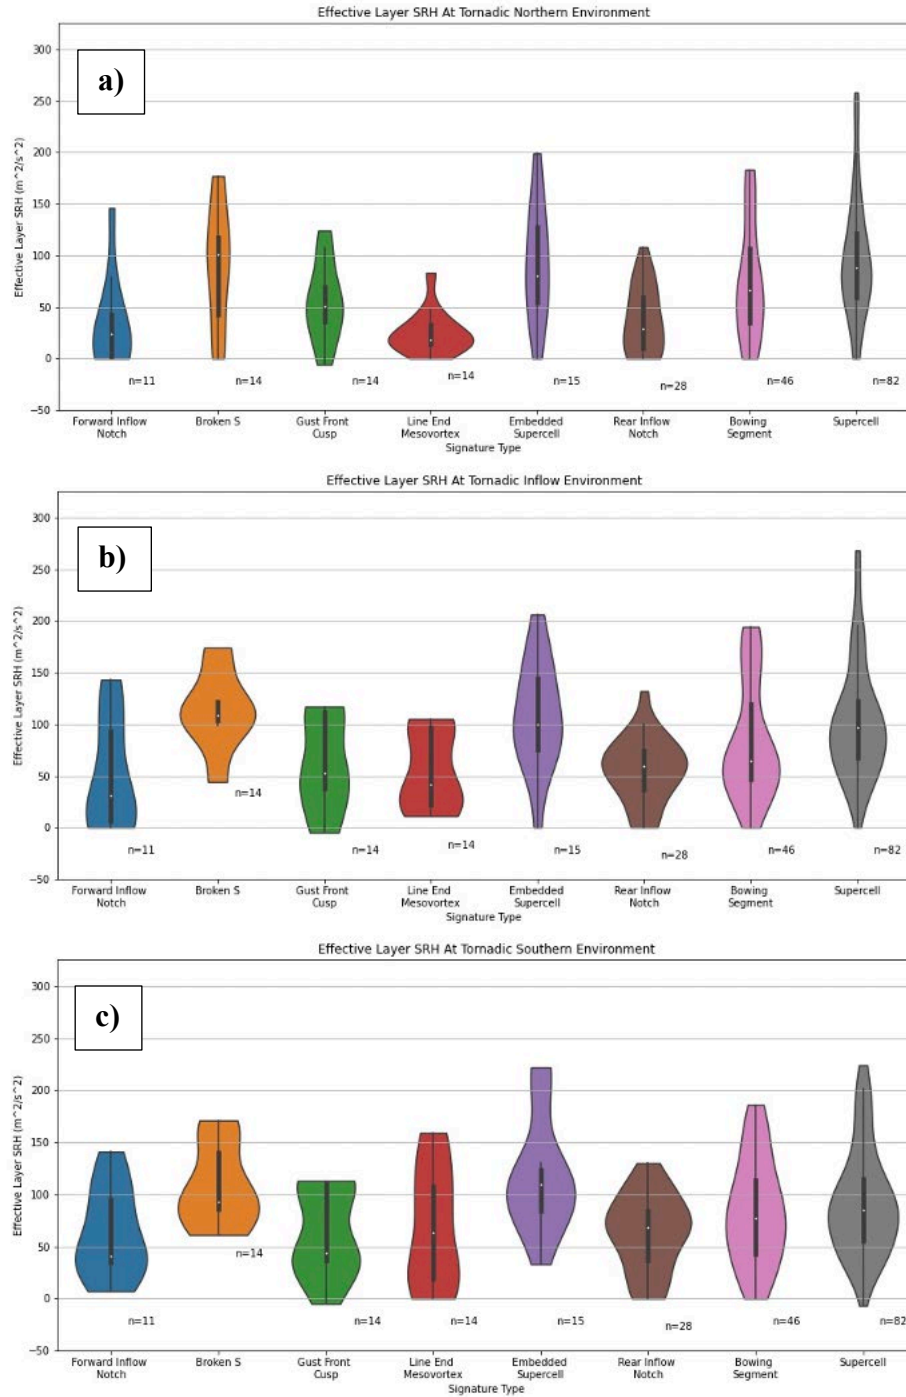 Effective Layer SRH At Tornadic Northern Environment
a)
Effective Layer SRH (m^2/s^2)
300
250
200
150
100
50
0
−50
n=11
n=14
n=14
n=14
n=15
n=28
n=46
n=82
Forward Inflow
Notch
Broken S
Gust Front
Cusp
Line End
Mesovortex
Embedded
Supercell
Rear Inflow
Notch
Bowing
Segment
Supercell
Signature Type
Effective Layer SRH At Tornadic Inflow Environment
b)
Effective Layer SRH (m^2/s^2)
300
250
200
150
100
50
0
−50
n=11
n=14
n=14
n=14
n=15
n=28
n=46
n=82
Forward Inflow
Notch
Broken S
Gust Front
Cusp
Line End
Mesovortex
Embedded
Supercell
Rear Inflow
Notch
Bowing
Segment
Supercell
Signature Type
Effective Layer SRH At Tornadic Southern Environment
c)
Effective Layer SRH (m^2/s^2)
300
250
200
150
100
50
0
−50
n=11
n=14
n=14
n=14
n=15
n=28
n=46
n=82
Forward Inflow
Notch
Broken S
Gust Front
Cusp
Line End
Mesovortex
Embedded
Supercell
Rear Inflow
Notch
Bowing
Segment
Supercell
Signature Type